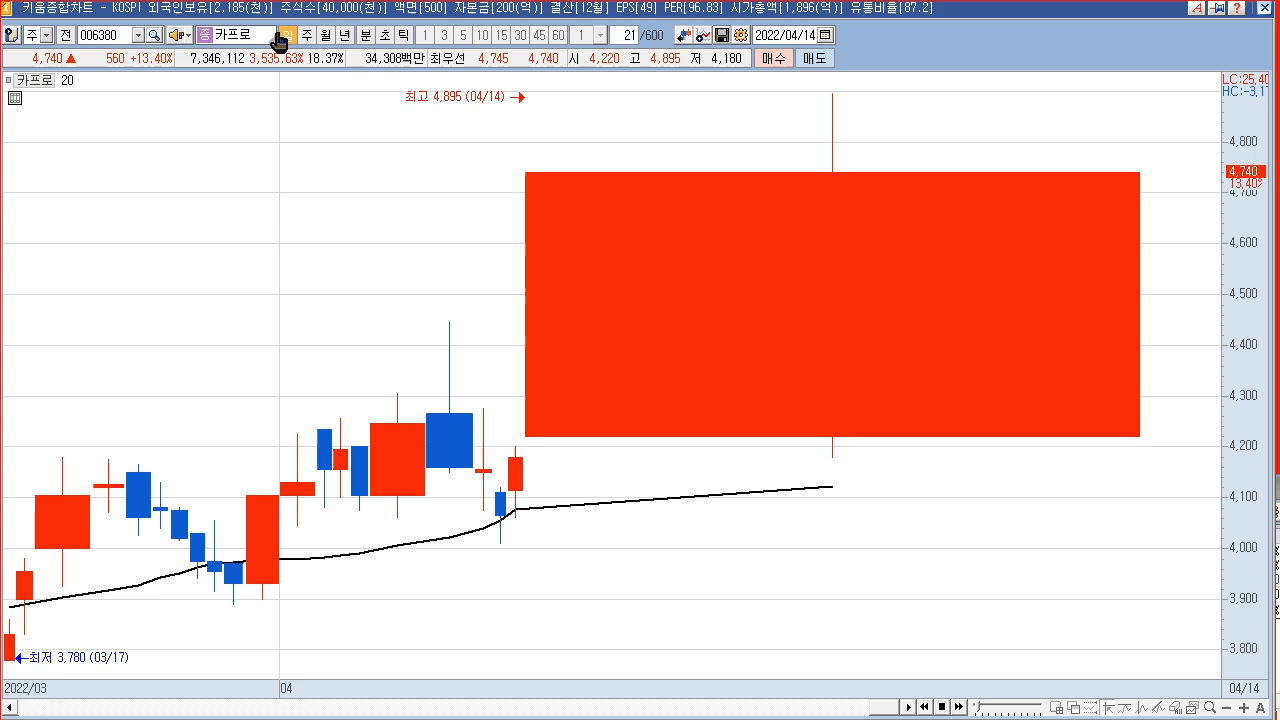 키움종합차트 - KOSPI 외국인보유[2,185(천)] 주식수[40,000(천)] 액면[500] 자본금[200(억)] 결산[12월] EPS[49] PER[96.83] 시가총액[1,896(억)] 유통비율[87.2]
주 전 006380 증 카프로 일 주 월 년 분 초 틱 1 3 5 10 15 30 45 60 1 21 /600 2022/04/14
4,740 ▲ 560 +13.40% 7,346,112 3,535.63% 18.37% 34,308백만 최우선 4,745 4,740 시 4,220 고 4,895 저 4,180 매수 매도
카프로 20
LC:25,40
HC:-3,17
최고 4,895 (04/14) →
4,800
4,740
13,40%
4,700
4,600
4,500
4,400
4,300
4,200
4,100
4,000
3,900
3,800
←최저 3,780 (03/17)
2022/03 04 04/14